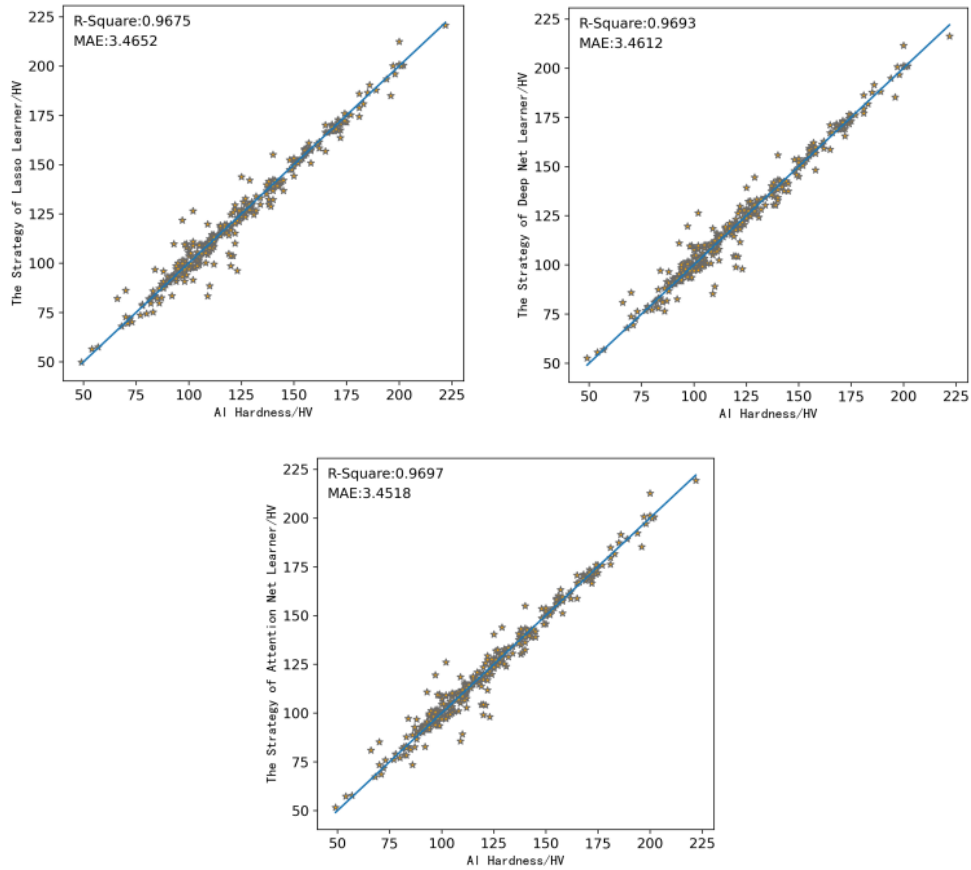 R-Square:0.9675
MAE:3.4652
The Strategy of Lasso Learner/HV
225
200
175
150
125
100
75
50
50 75 100 125 150 175 200 225
AI Hardness/HV
R-Square:0.9693
MAE:3.4612
The Strategy of Deep Net Learner/HV
225
200
175
150
125
100
75
50
50 75 100 125 150 175 200 225
AI Hardness/HV
R-Square:0.9697
MAE:3.4518
The Strategy of Attention Net Learner/HV
225
200
175
150
125
100
75
50
50 75 100 125 150 175 200 225
AI Hardness/HV